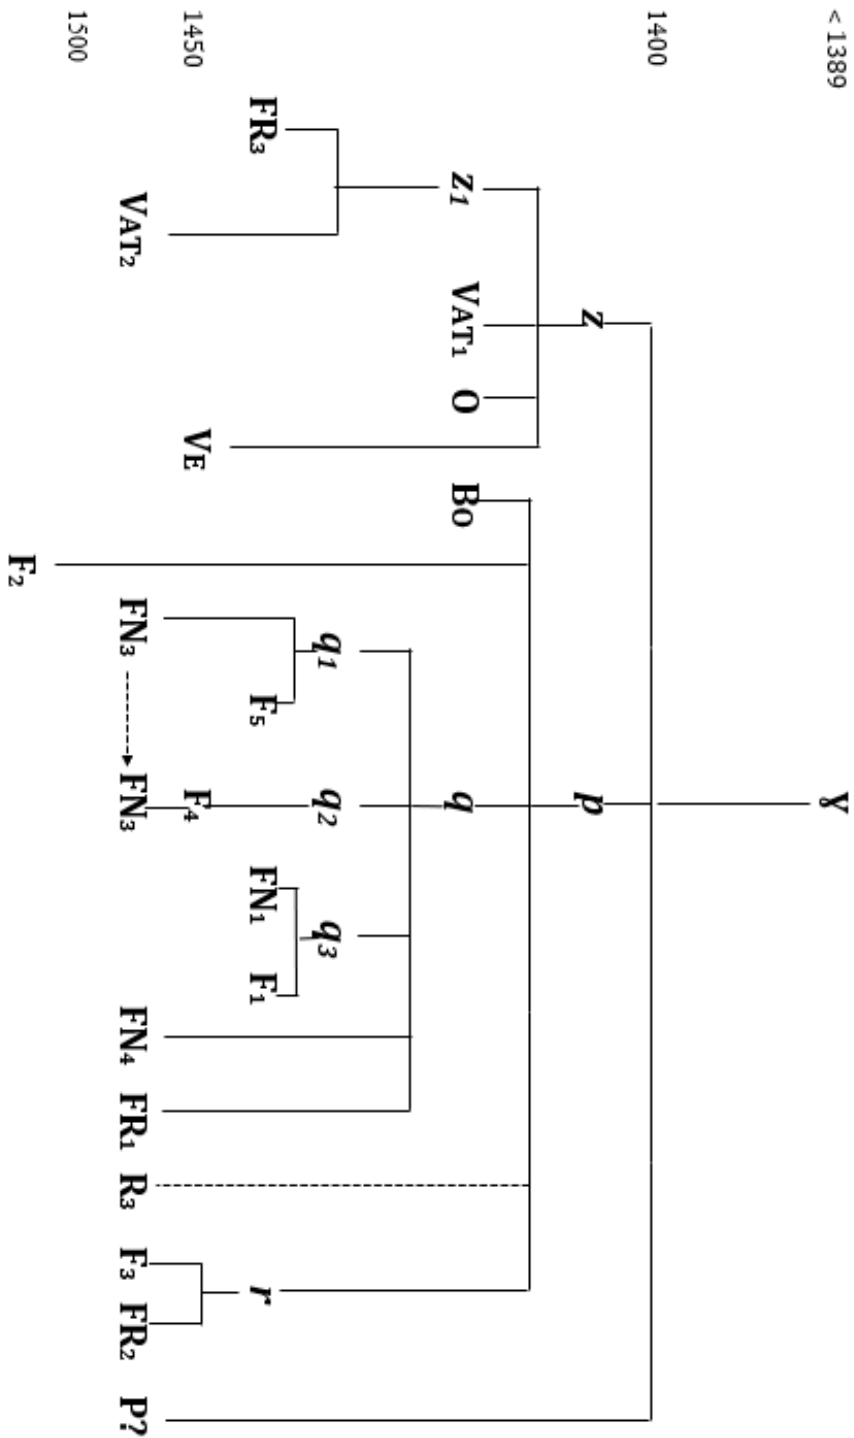 < 1389 ɣ
1400
z p
z₁ VAT₁ O Bo q
q₁ q₂ q₃
FR₃ F₅ FN₁ F₁ r
1450 VE F₄
VAT₂ FN₃ FN₃ FN₄ FR₁ R₃ F₃ FR₂ P?
1500
F₂